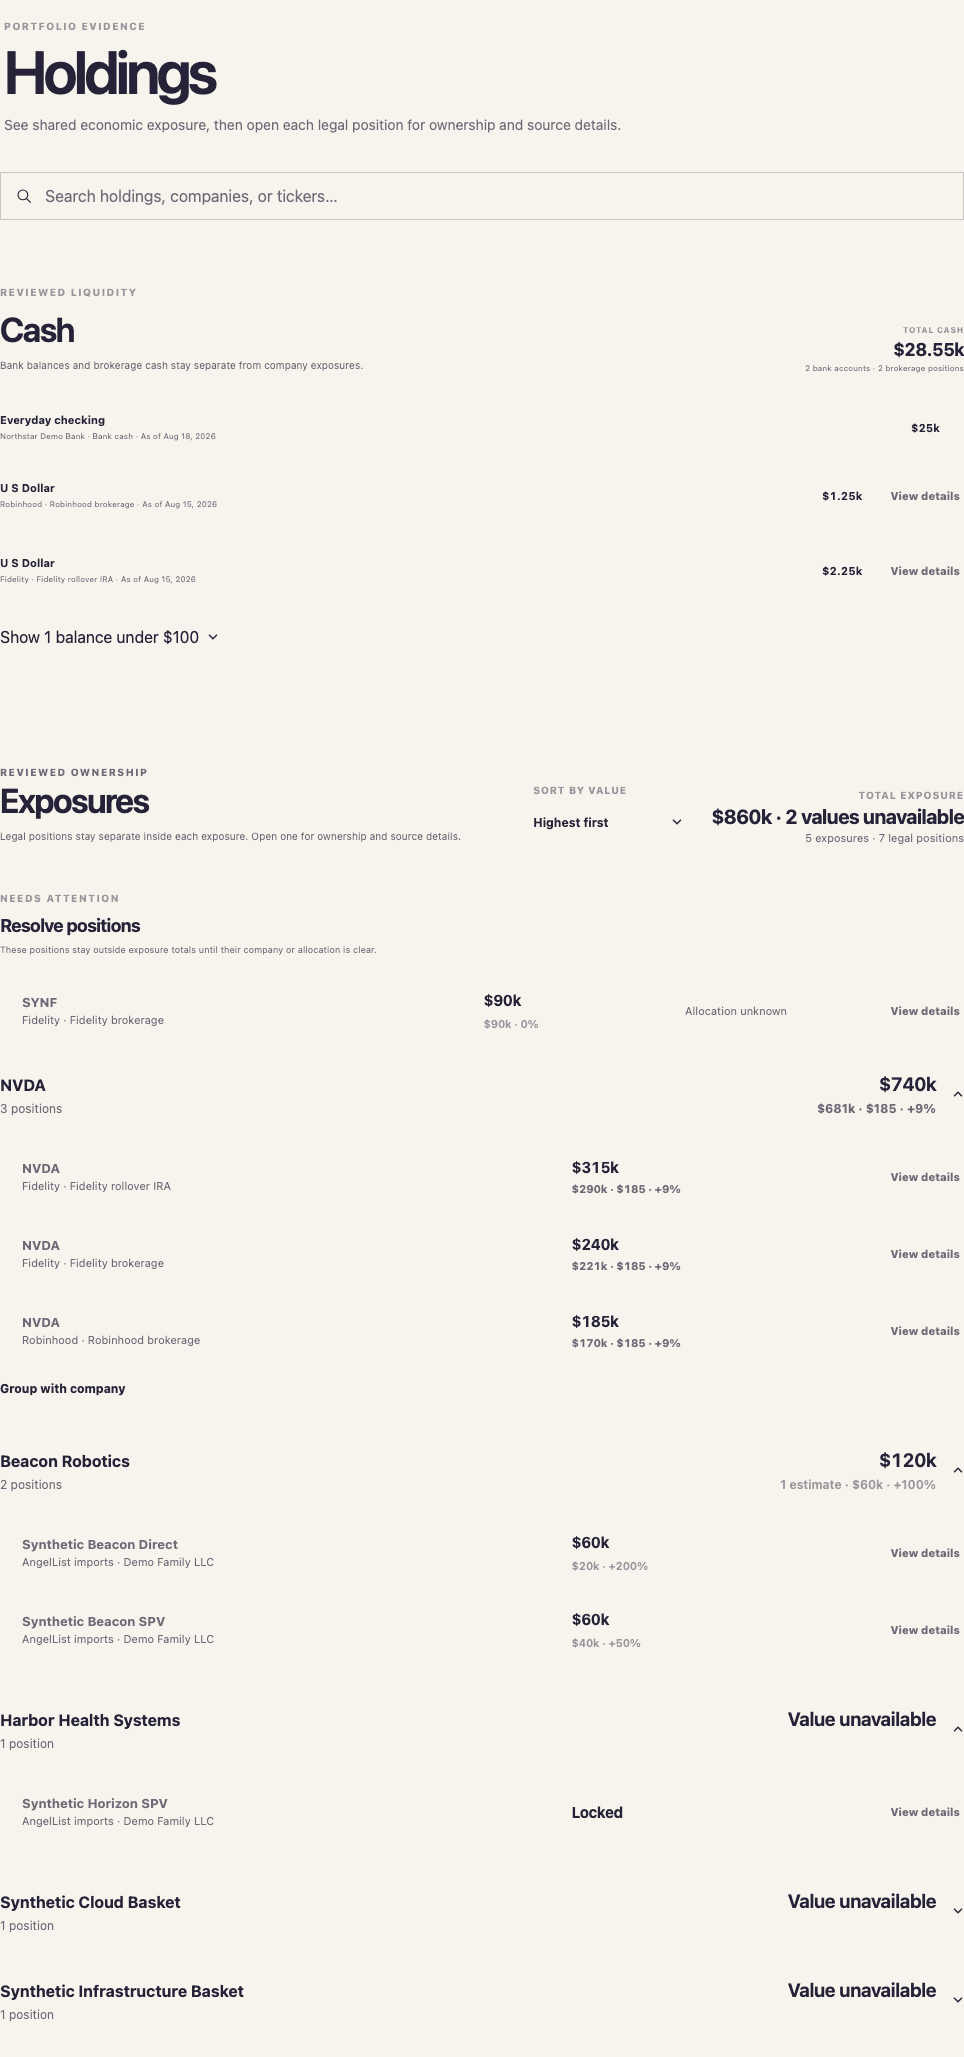 PORTFOLIO EVIDENCE
Holdings
See shared economic exposure, then open each legal position for ownership and source details.
Search holdings, companies, or tickers...
REVIEWED LIQUIDITY
Cash
Bank balances and brokerage cash stay separate from company exposures.
TOTAL CASH
$28.55k
2 bank accounts · 2 brokerage positions
Everyday checking
Northstar Demo Bank · Bank cash · As of Aug 18, 2026
$25k
U S Dollar
Robinhood · Robinhood brokerage · As of Aug 15, 2026
$1.25k View details
U S Dollar
Fidelity · Fidelity rollover IRA · As of Aug 15, 2026
$2.25k View details
Show 1 balance under $100
REVIEWED OWNERSHIP
Exposures
Legal positions stay separate inside each exposure. Open one for ownership and source details.
SORT BY VALUE
Highest first
TOTAL EXPOSURE
$860k · 2 values unavailable
5 exposures · 7 legal positions
NEEDS ATTENTION
Resolve positions
These positions stay outside exposure totals until their company or allocation is clear.
SYNF
Fidelity · Fidelity brokerage
$90k
$90k · 0%
Allocation unknown
View details
NVDA
3 positions
$740k
$681k · $185 · +9%
NVDA
Fidelity · Fidelity rollover IRA
$315k
$290k · $185 · +9%
View details
NVDA
Fidelity · Fidelity brokerage
$240k
$221k · $185 · +9%
View details
NVDA
Robinhood · Robinhood brokerage
$185k
$170k · $185 · +9%
View details
Group with company
Beacon Robotics
2 positions
$120k
1 estimate · $60k · +100%
Synthetic Beacon Direct
AngelList imports · Demo Family LLC
$60k
$20k · +200%
View details
Synthetic Beacon SPV
AngelList imports · Demo Family LLC
$60k
$40k · +50%
View details
Harbor Health Systems
1 position
Value unavailable
Synthetic Horizon SPV
AngelList imports · Demo Family LLC
Locked
View details
Synthetic Cloud Basket
1 position
Value unavailable
Synthetic Infrastructure Basket
1 position
Value unavailable